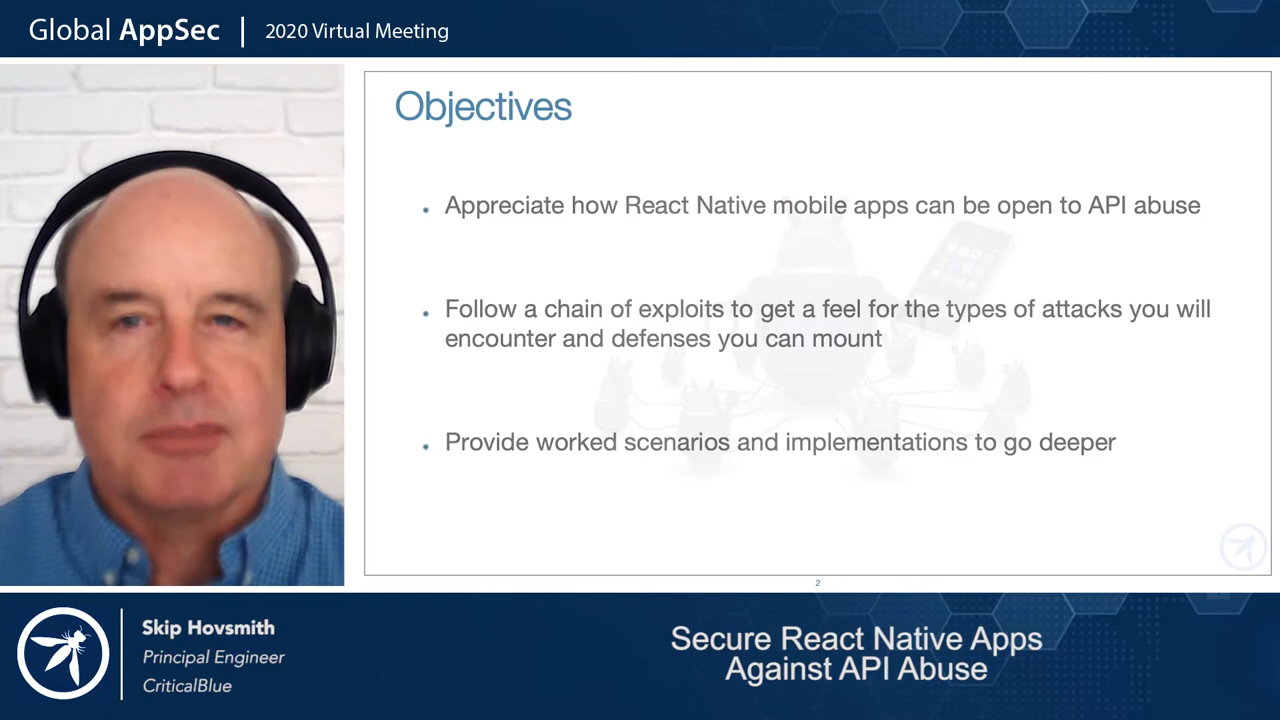 Global AppSec | 2020 Virtual Meeting
Objectives
• Appreciate how React Native mobile apps can be open to API abuse
• Follow a chain of exploits to get a feel for the types of attacks you will
encounter and defenses you can mount
• Provide worked scenarios and implementations to go deeper
2
Skip Hovsmith
Principal Engineer
CriticalBlue
Secure React Native Apps
Against API Abuse